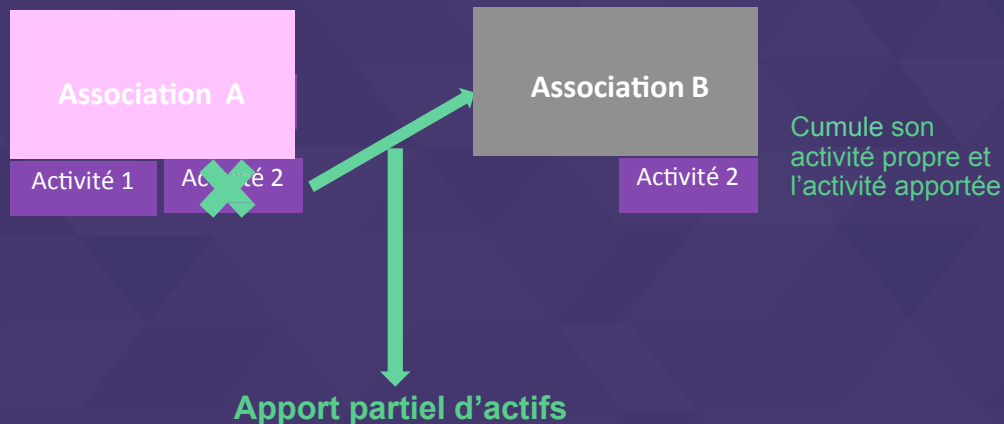 Association A
Association B
Cumule son
activité propre et
l'activité apportée
Activité 1
Activité 2
Activité 2
Apport partiel d'actifs